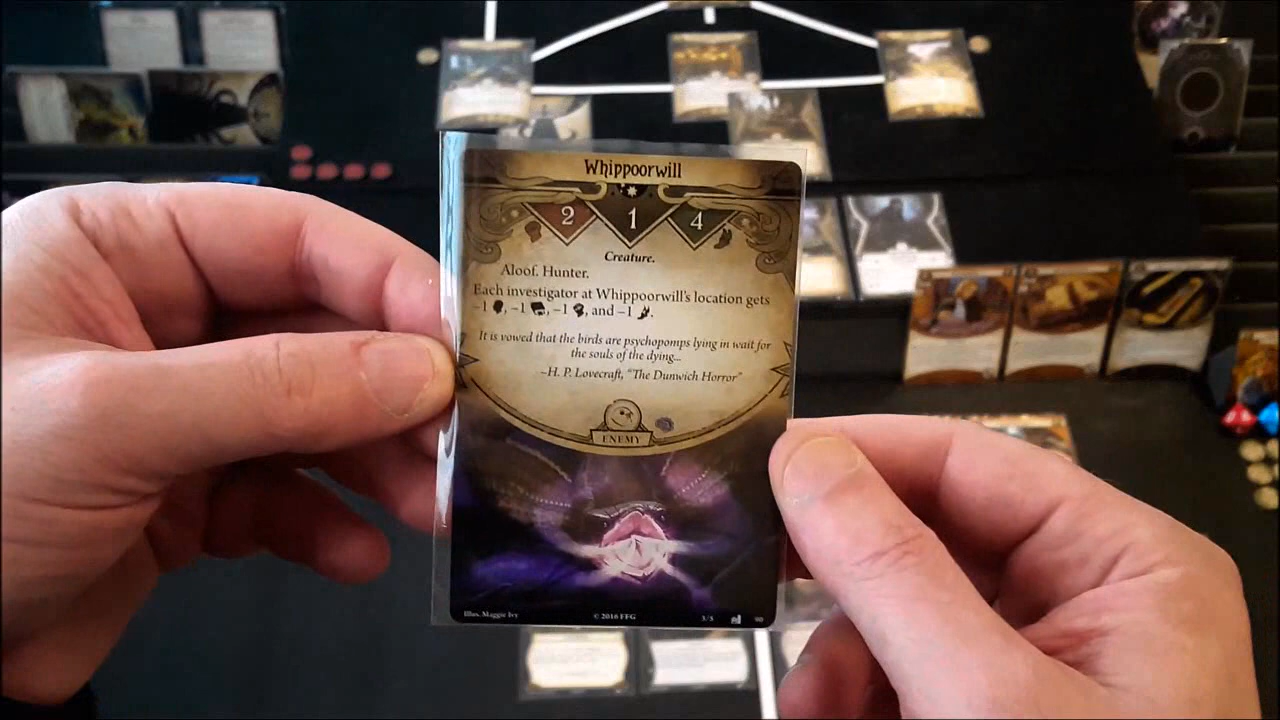 Whippoorwill
2 1 4
Creature.
Aloof. Hunter.
Each investigator at Whippoorwill's location gets
-1 , -1 , -1 , and -1 .
It is vowed that the birds are psychopomps lying in wait for
the souls of the dying...
-H. P. Lovecraft, "The Dunwich Horror"
ENEMY
Illus. Maggie Ivy © 2016 FFG 3/3